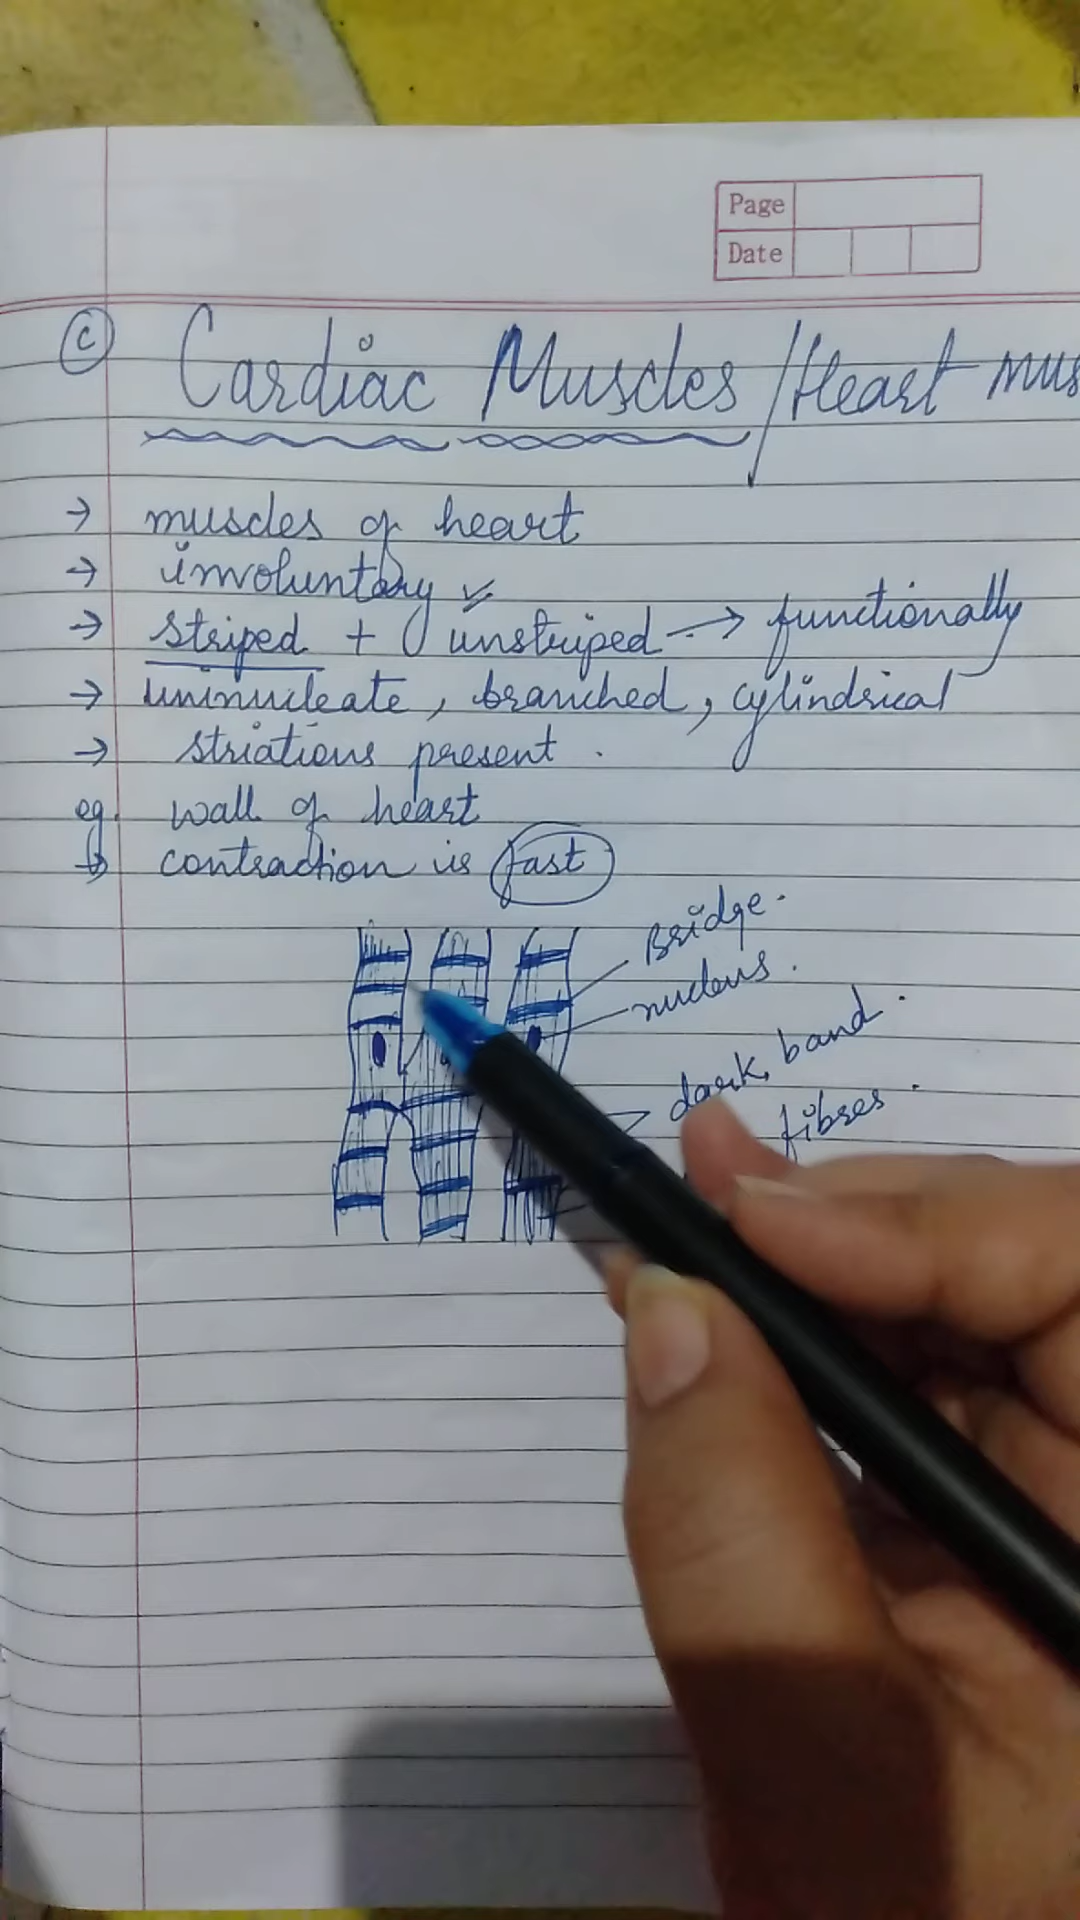 Page
Date
(C) Cardiac Muscles / Heart mus
→ muscles of heart
→ involuntary ✓
→ striped + unstriped → functionally
→ uninucleate, branched, cylindrical
→ striations present.
eg. wall of heart
→ contraction is fast
Bridge.
nucleus.
dark band.
fibres.